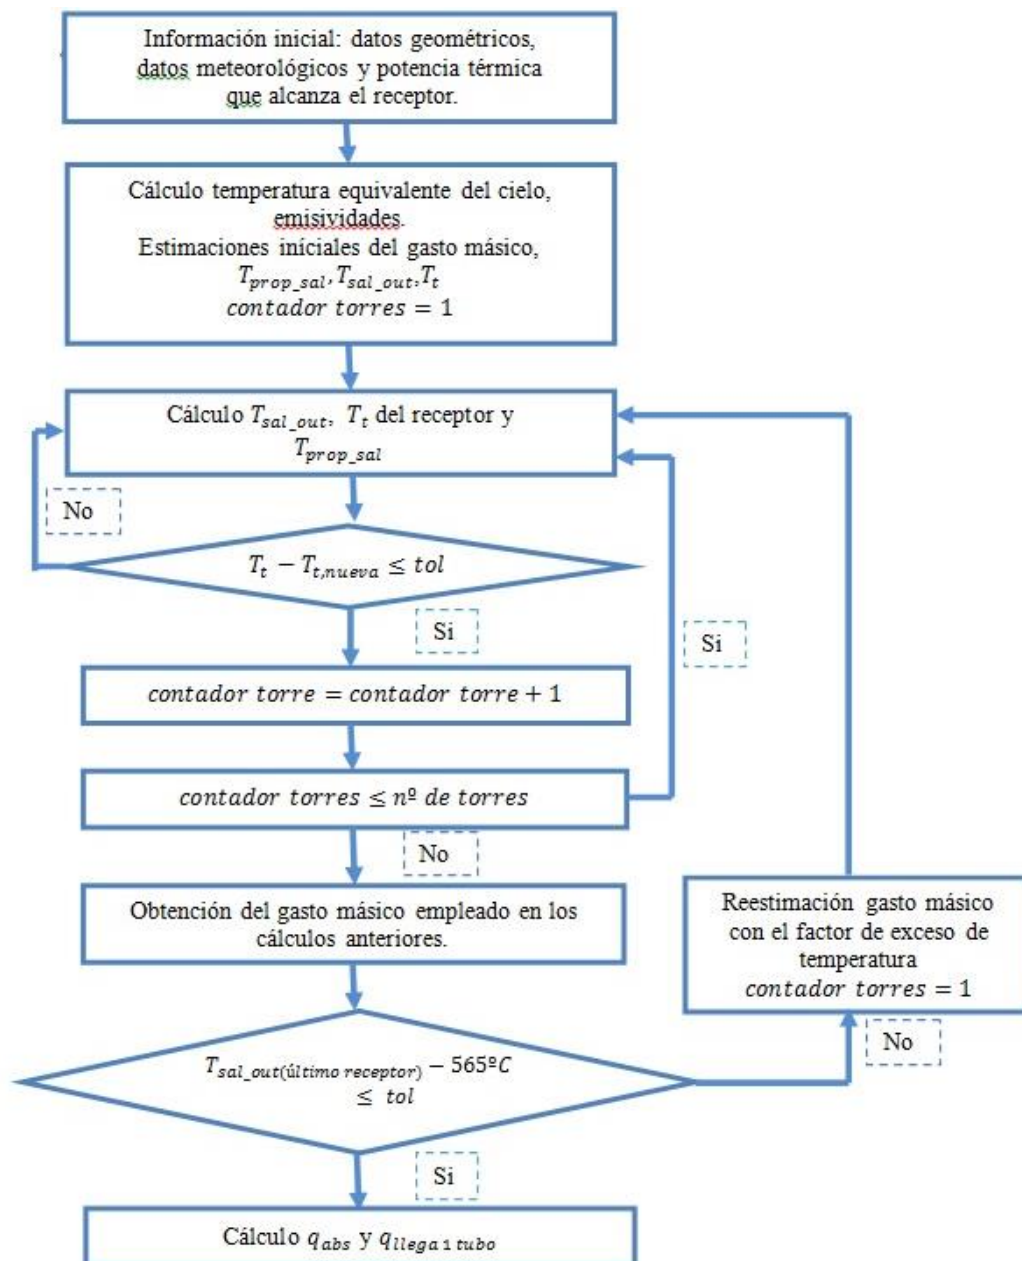 Información inicial: datos geométricos,
datos meteorológicos y potencia térmica
que alcanza el receptor.
Cálculo temperatura equivalente del cielo,
emisividades.
Estimaciones iníciales del gasto másico,
T_prop_sal, T_sal_out, T_t
contador torres = 1
Cálculo T_sal_out, T_t del receptor y
T_prop_sal
No
T_t − T_t,nueva ≤ tol
Si
Si
contador torre = contador torre + 1
contador torres ≤ nº de torres
No
Obtención del gasto másico empleado en los
cálculos anteriores.
Reestimación gasto másico
con el factor de exceso de
temperatura
contador torres = 1
No
T_sal_out(último receptor) − 565ºC
≤ tol
Si
Cálculo q_abs y q_llega 1 tubo